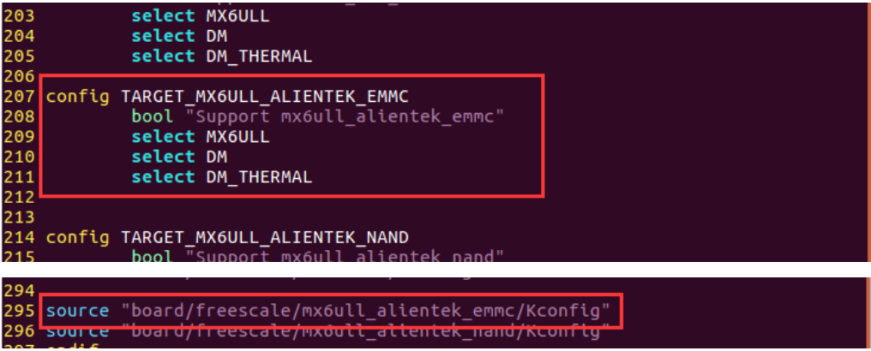 203 select MX6ULL
204 select DM
205 select DM_THERMAL
206
207 config TARGET_MX6ULL_ALIENTEK_EMMC
208 bool "Support mx6ull_alientek_emmc"
209 select MX6ULL
210 select DM
211 select DM_THERMAL
212
213
214 config TARGET_MX6ULL_ALIENTEK_NAND
215 bool "Support mx6ull_alientek_nand"
294
295 source "board/freescale/mx6ull_alientek_emmc/Kconfig"
296 source "board/freescale/mx6ull_alientek_nand/Kconfig"
297 endif